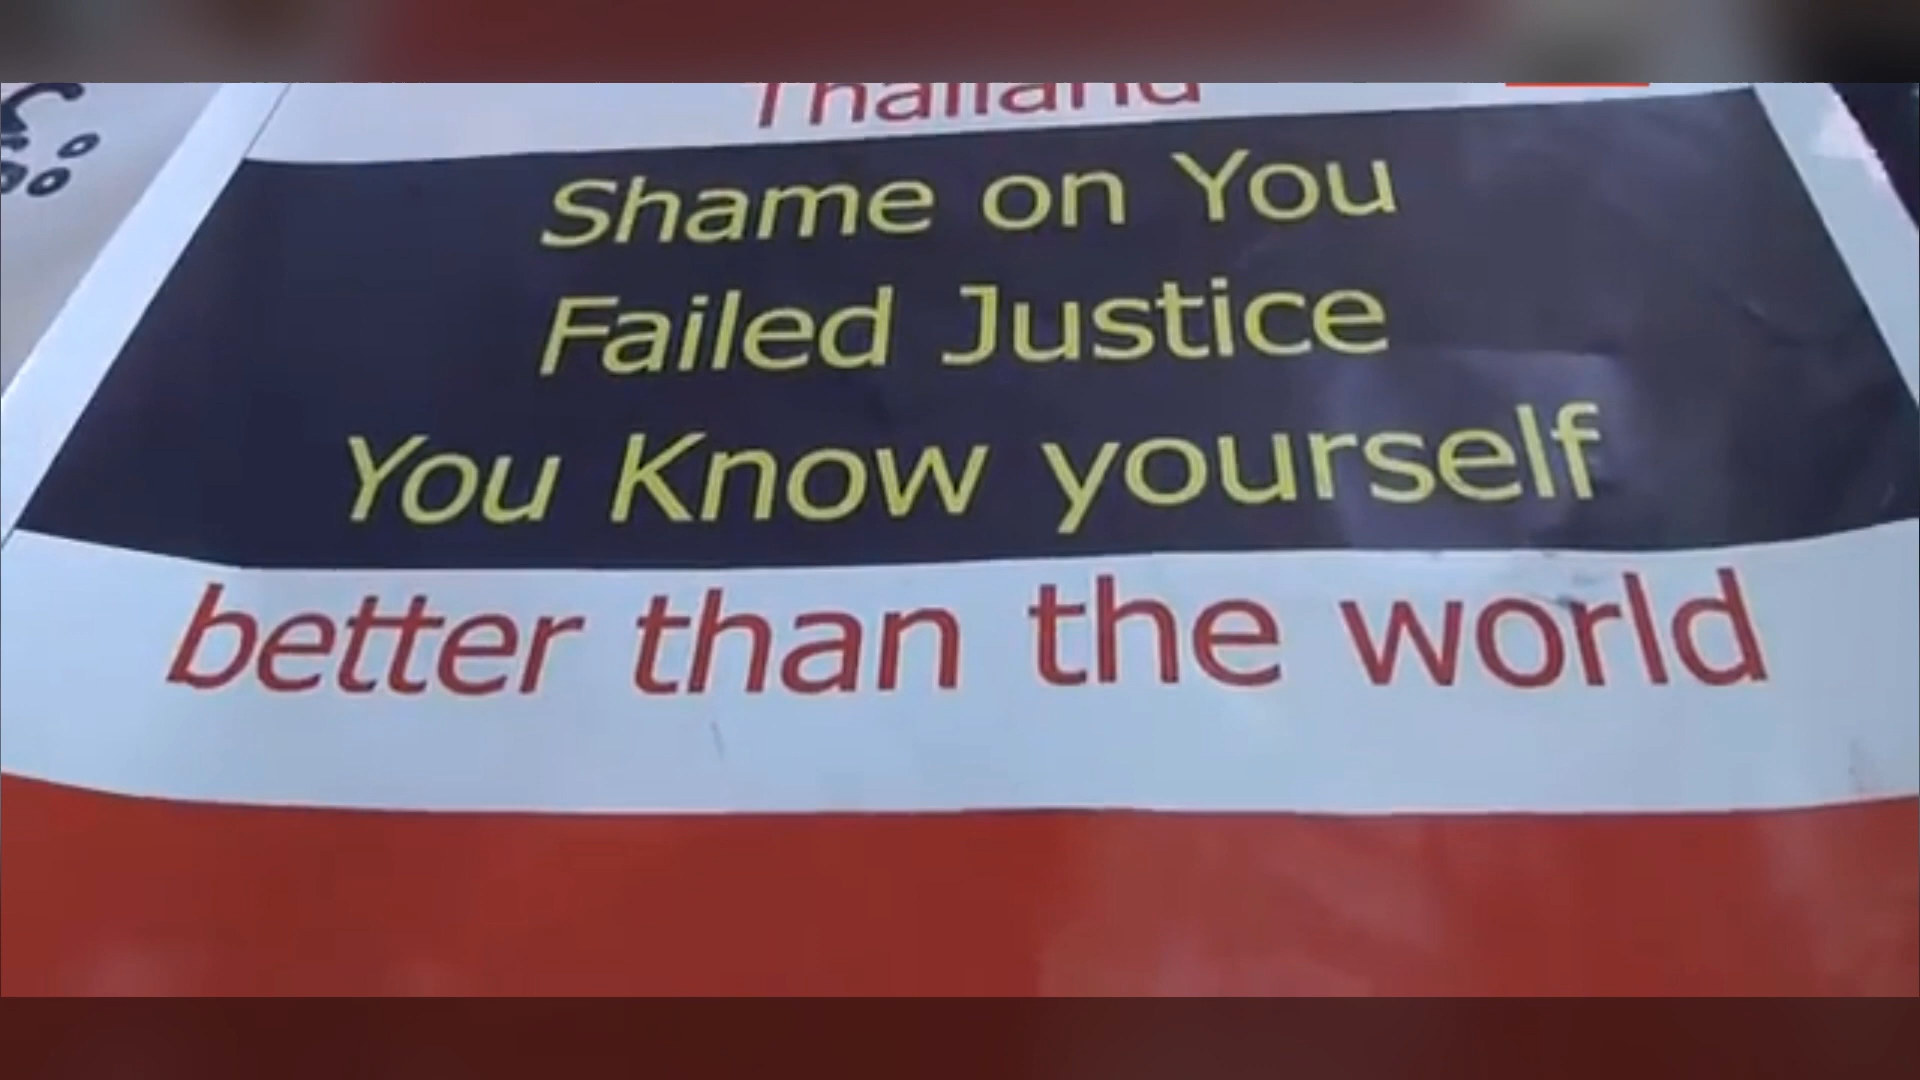 Thailand
Shame on You
Failed Justice
You Know yourself
better than the world